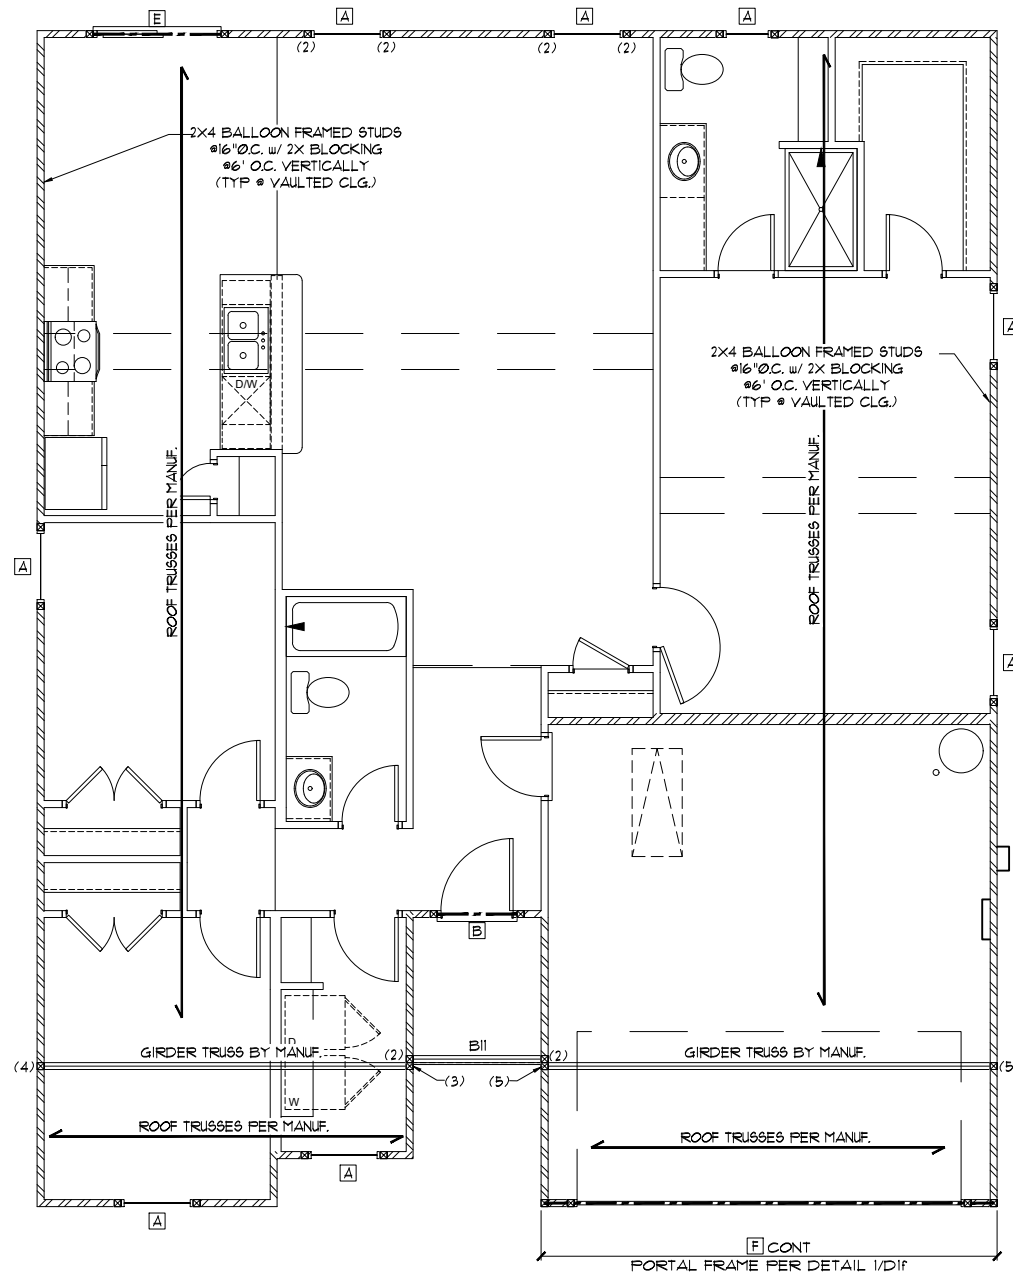 E
A
A
A
(2)
(2)
(2)
(2)
2X4 BALLOON FRAMED STUDS
@16"O.C. w/ 2X BLOCKING
@6' O.C. VERTICALLY
(TYP @ VAULTED CLG.)
A
2X4 BALLOON FRAMED STUDS
@16"O.C. w/ 2X BLOCKING
@6' O.C. VERTICALLY
(TYP @ VAULTED CLG.)
D/W
ROOF TRUSSES PER MANUF.
ROOF TRUSSES PER MANUF.
A
A
B
B11
D
GIRDER TRUSS BY MANUF.
(2)
(2)
GIRDER TRUSS BY MANUF.
(4)
(3)
(5)
(5
W
ROOF TRUSSES PER MANUF.
ROOF TRUSSES PER MANUF.
A
A
F CONT
PORTAL FRAME PER DETAIL 1/D1f